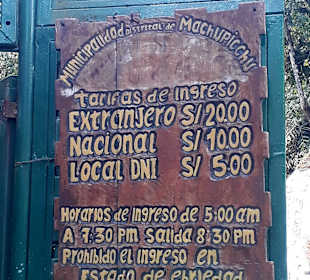 Municipalidad Distrital de Machupicchu
Tarifas de ingreso
EXTRANJERO S/ 20.00
NACIONAL S/ 10.00
LOCAL DNI S/ 5.00
Horarios de ingreso de 5:00 am
A 7:30 PM Salida 8:30 PM
Prohibido el ingreso en
Estado de ebriedad